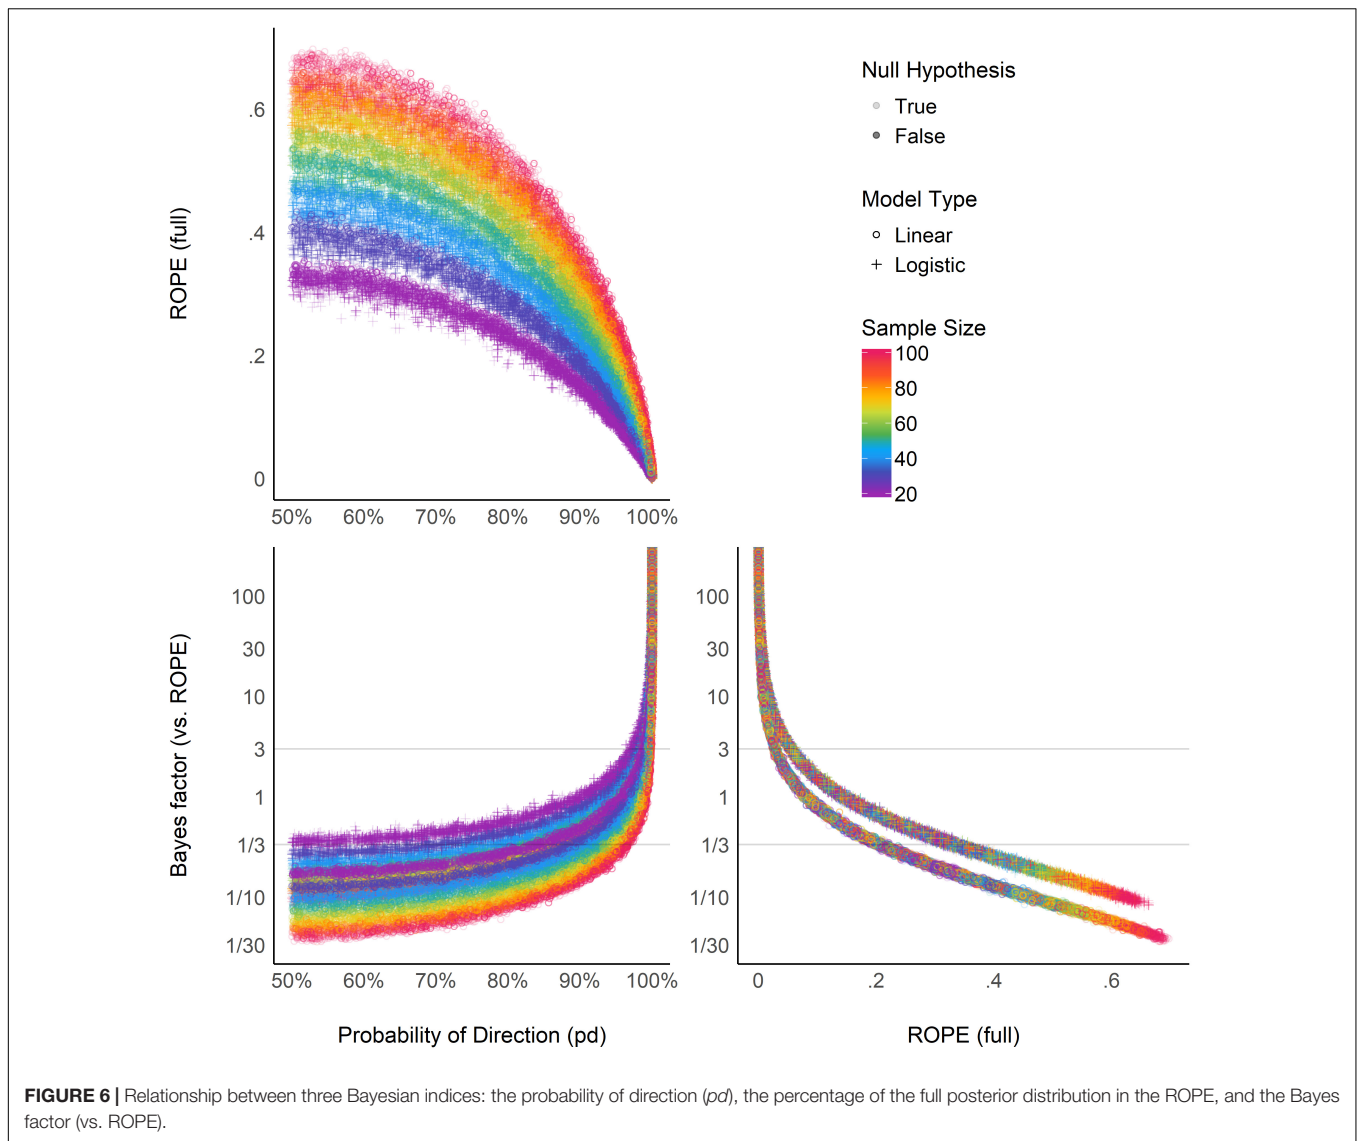 ROPE (full)
.6
.4
.2
0
50% 60% 70% 80% 90% 100%
Null Hypothesis
True
False
Model Type
Linear
Logistic
Sample Size
100
80
60
40
20
Bayes factor (vs. ROPE)
100
30
10
3
1
1/3
1/10
1/30
50% 60% 70% 80% 90% 100%
Probability of Direction (pd)
100
30
10
3
1
1/3
1/10
1/30
0 .2 .4 .6
ROPE (full)
FIGURE 6 | Relationship between three Bayesian indices: the probability of direction (pd), the percentage of the full posterior distribution in the ROPE, and the Bayes
factor (vs. ROPE).